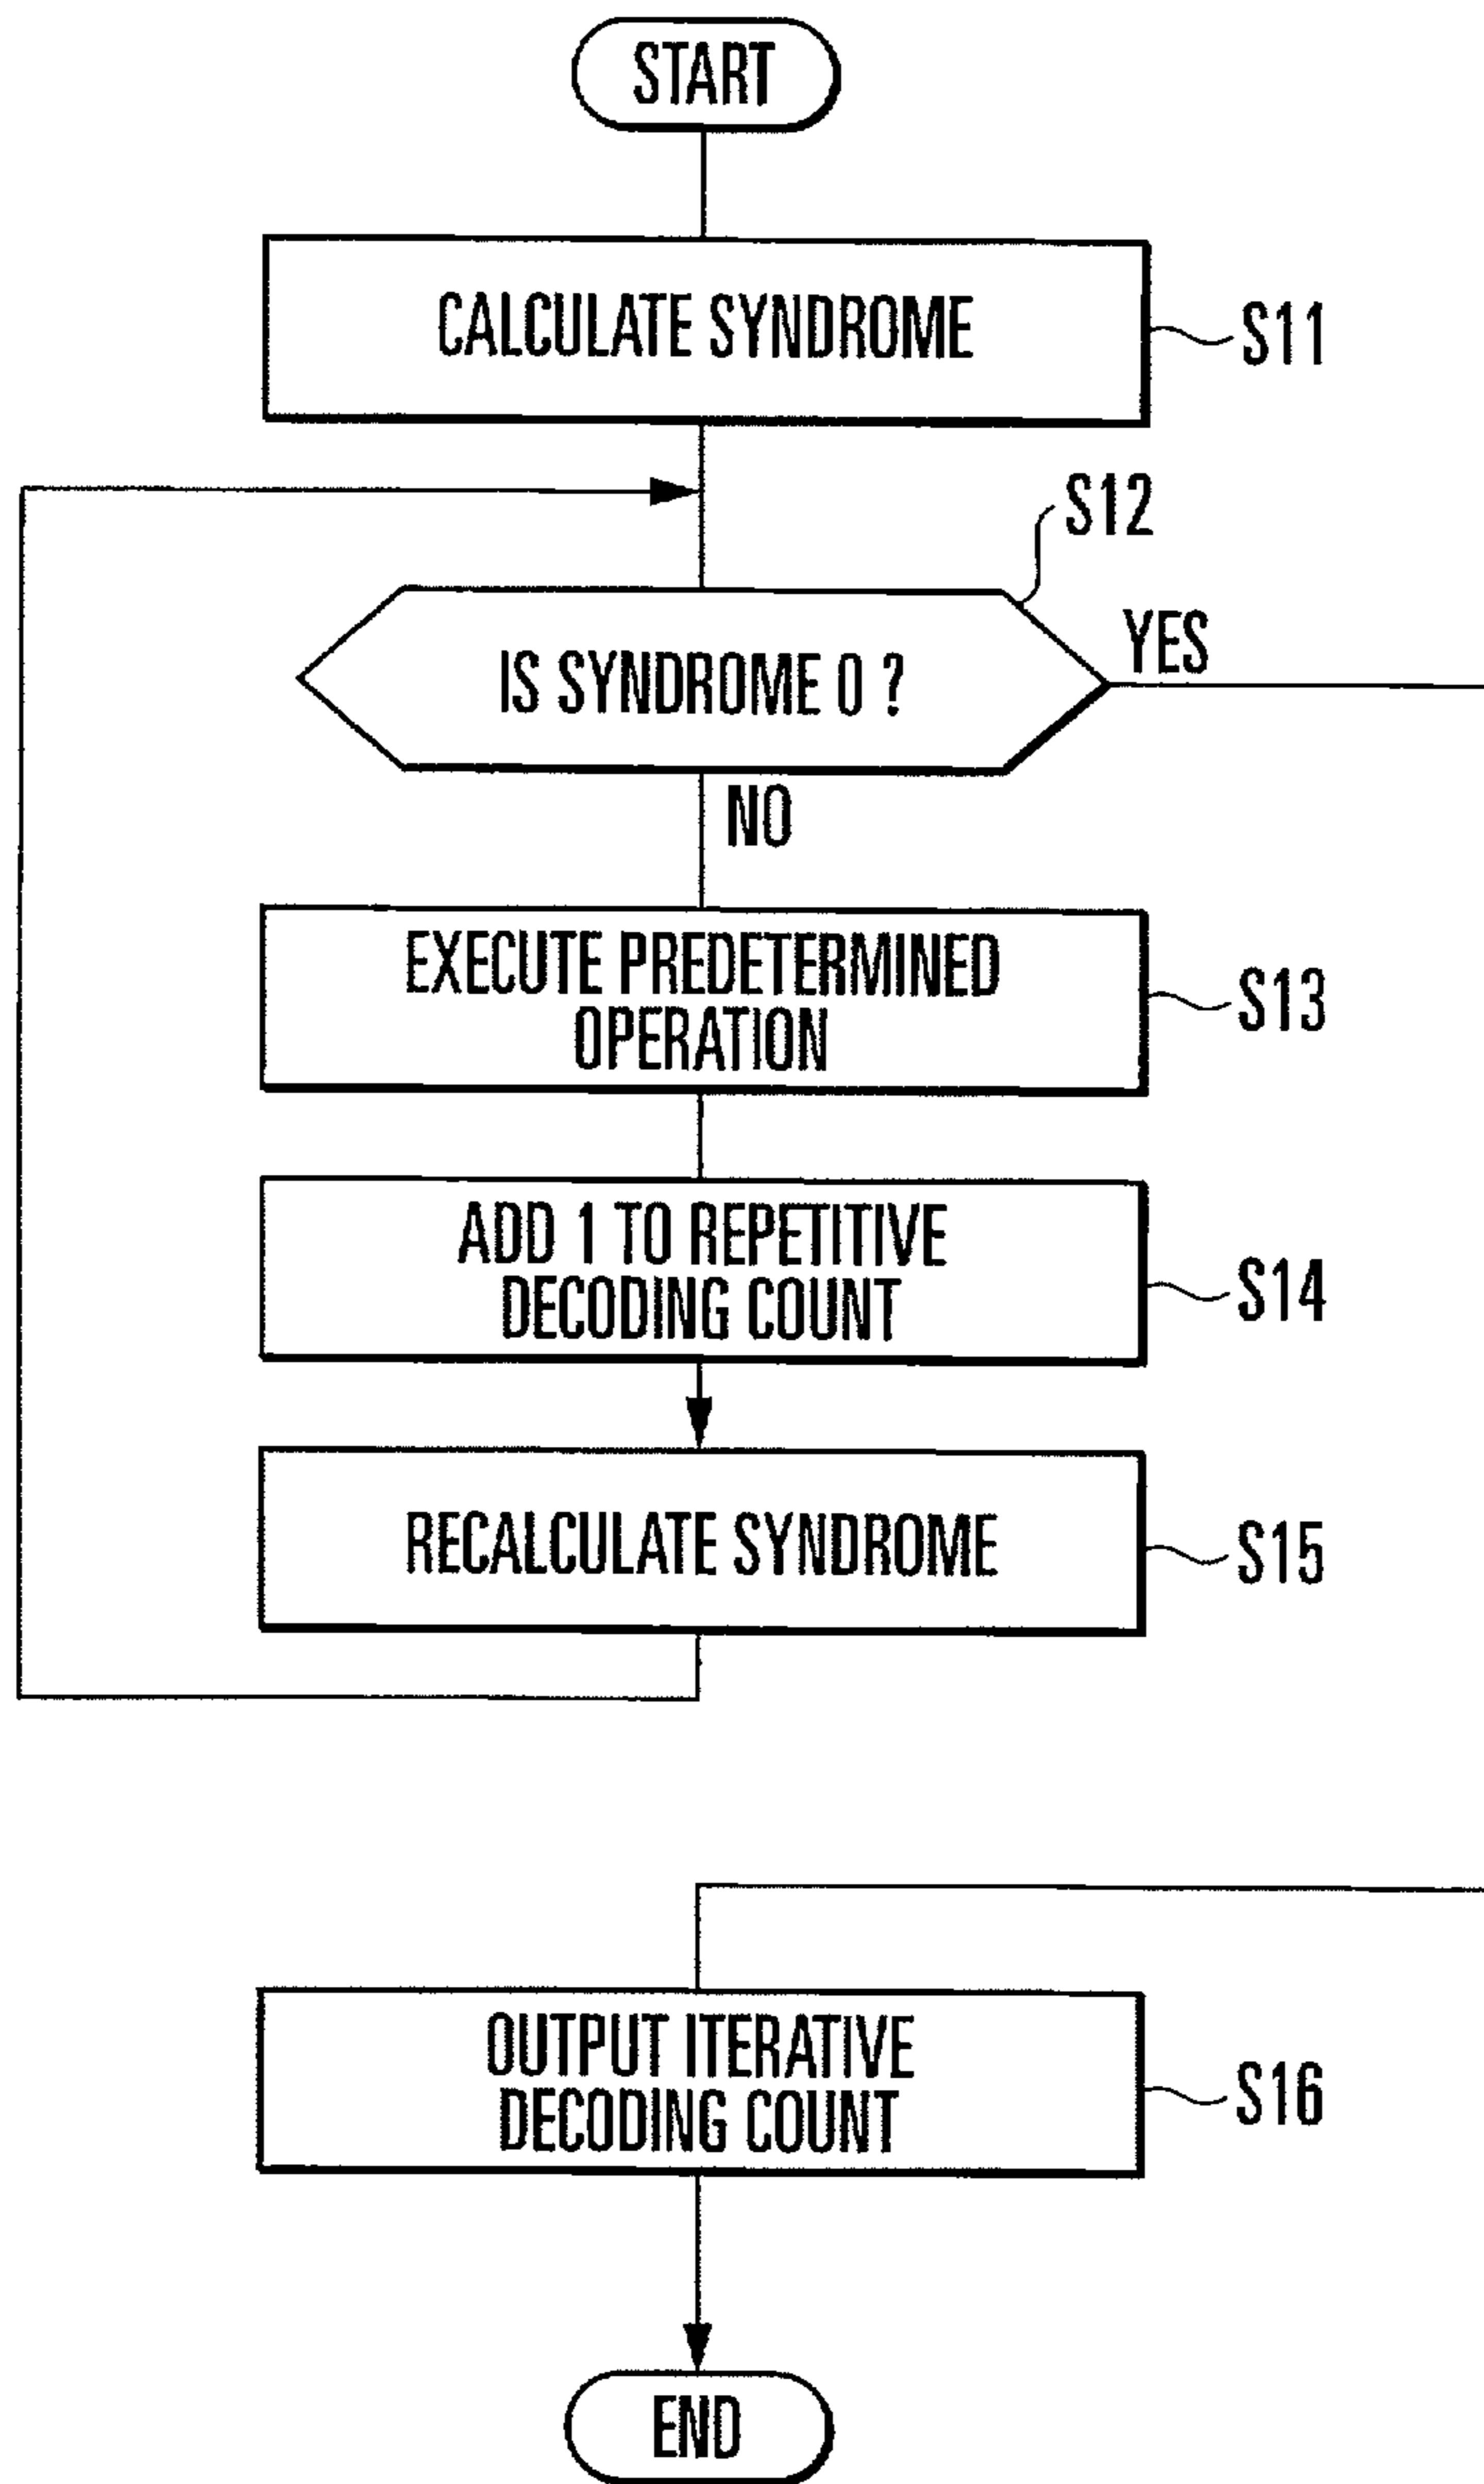 START
CALCULATE SYNDROME
S11
S12
IS SYNDROME 0 ?
YES
NO
EXECUTE PREDETERMINED
OPERATION
S13
ADD 1 TO REPETITIVE
DECODING COUNT
S14
RECALCULATE SYNDROME
S15
OUTPUT ITERATIVE
DECODING COUNT
S16
END